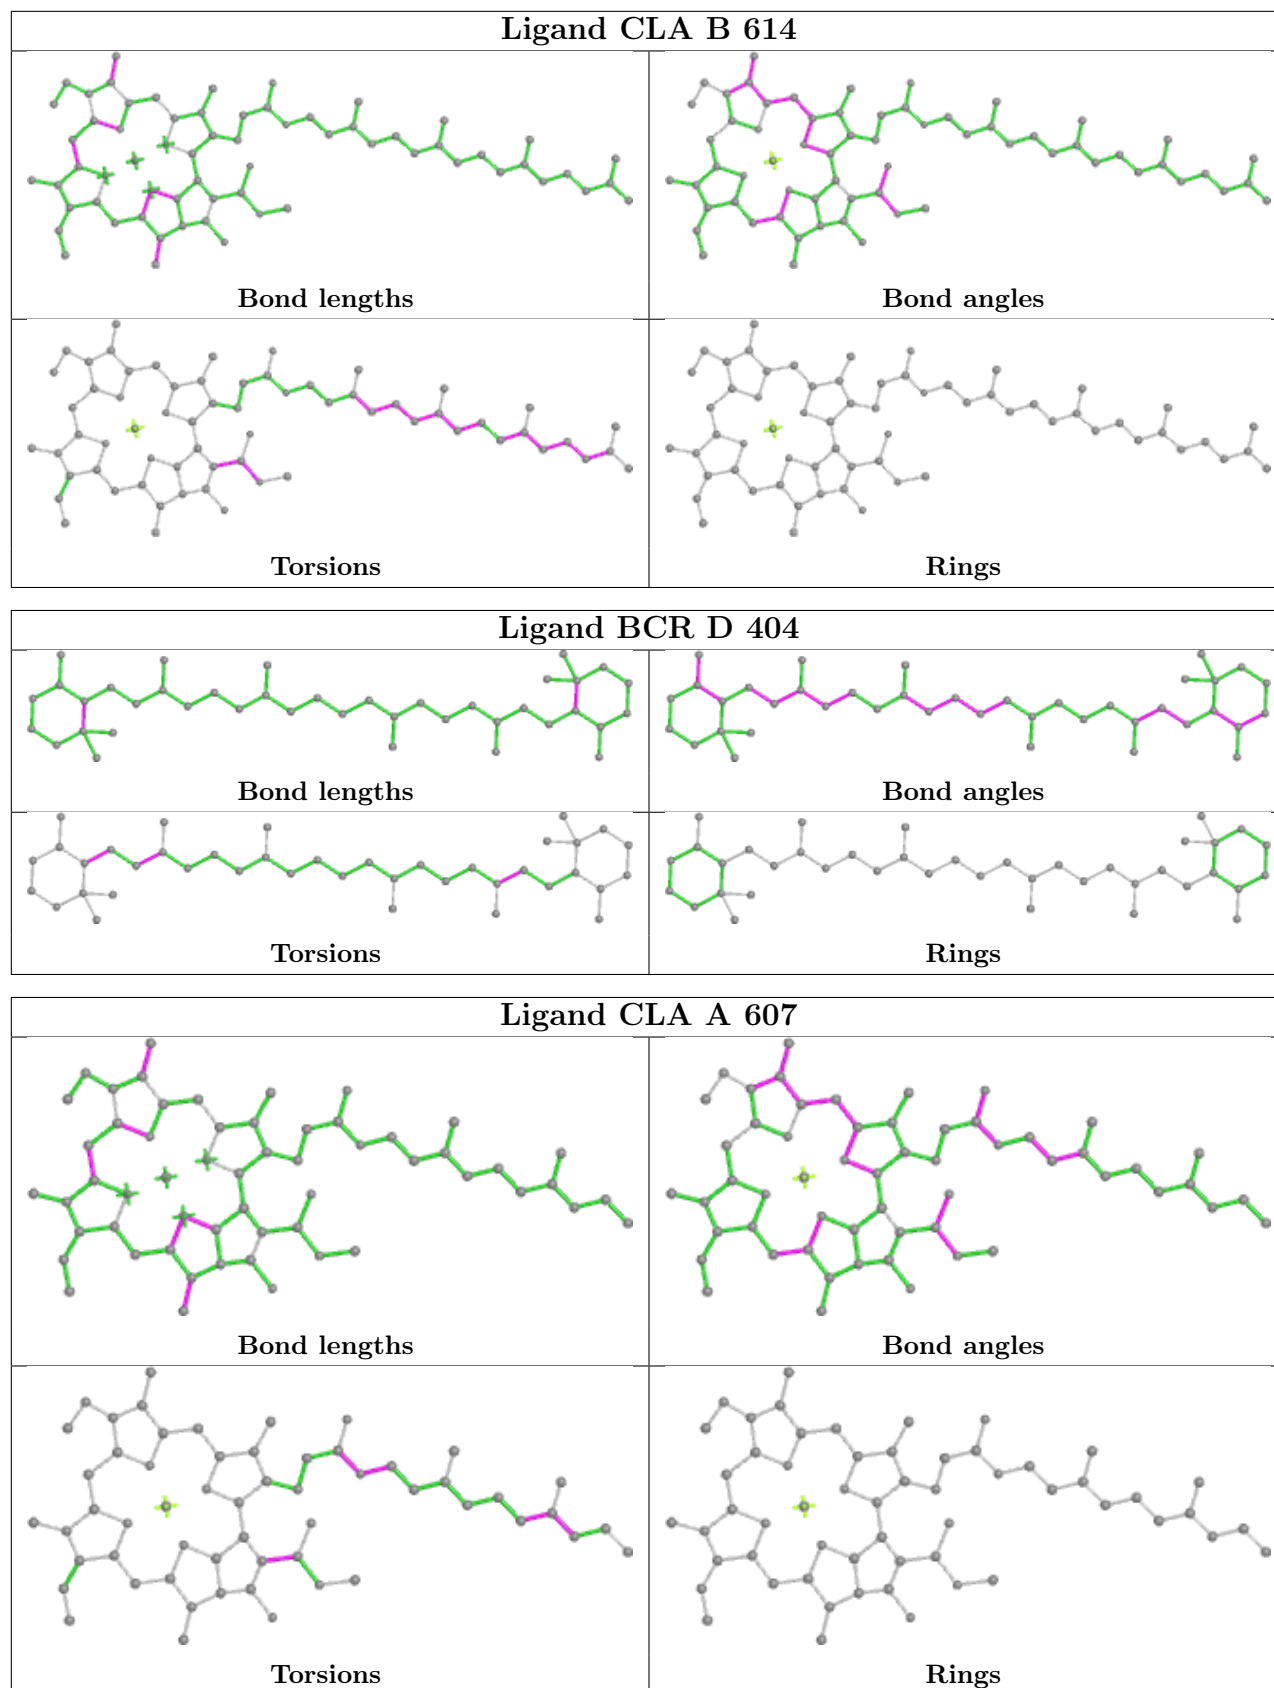 Ligand CLA B 614
Bond lengths
Bond angles
Torsions
Rings
Ligand BCR D 404
Bond lengths
Bond angles
Torsions
Rings
Ligand CLA A 607
Bond lengths
Bond angles
Torsions
Rings